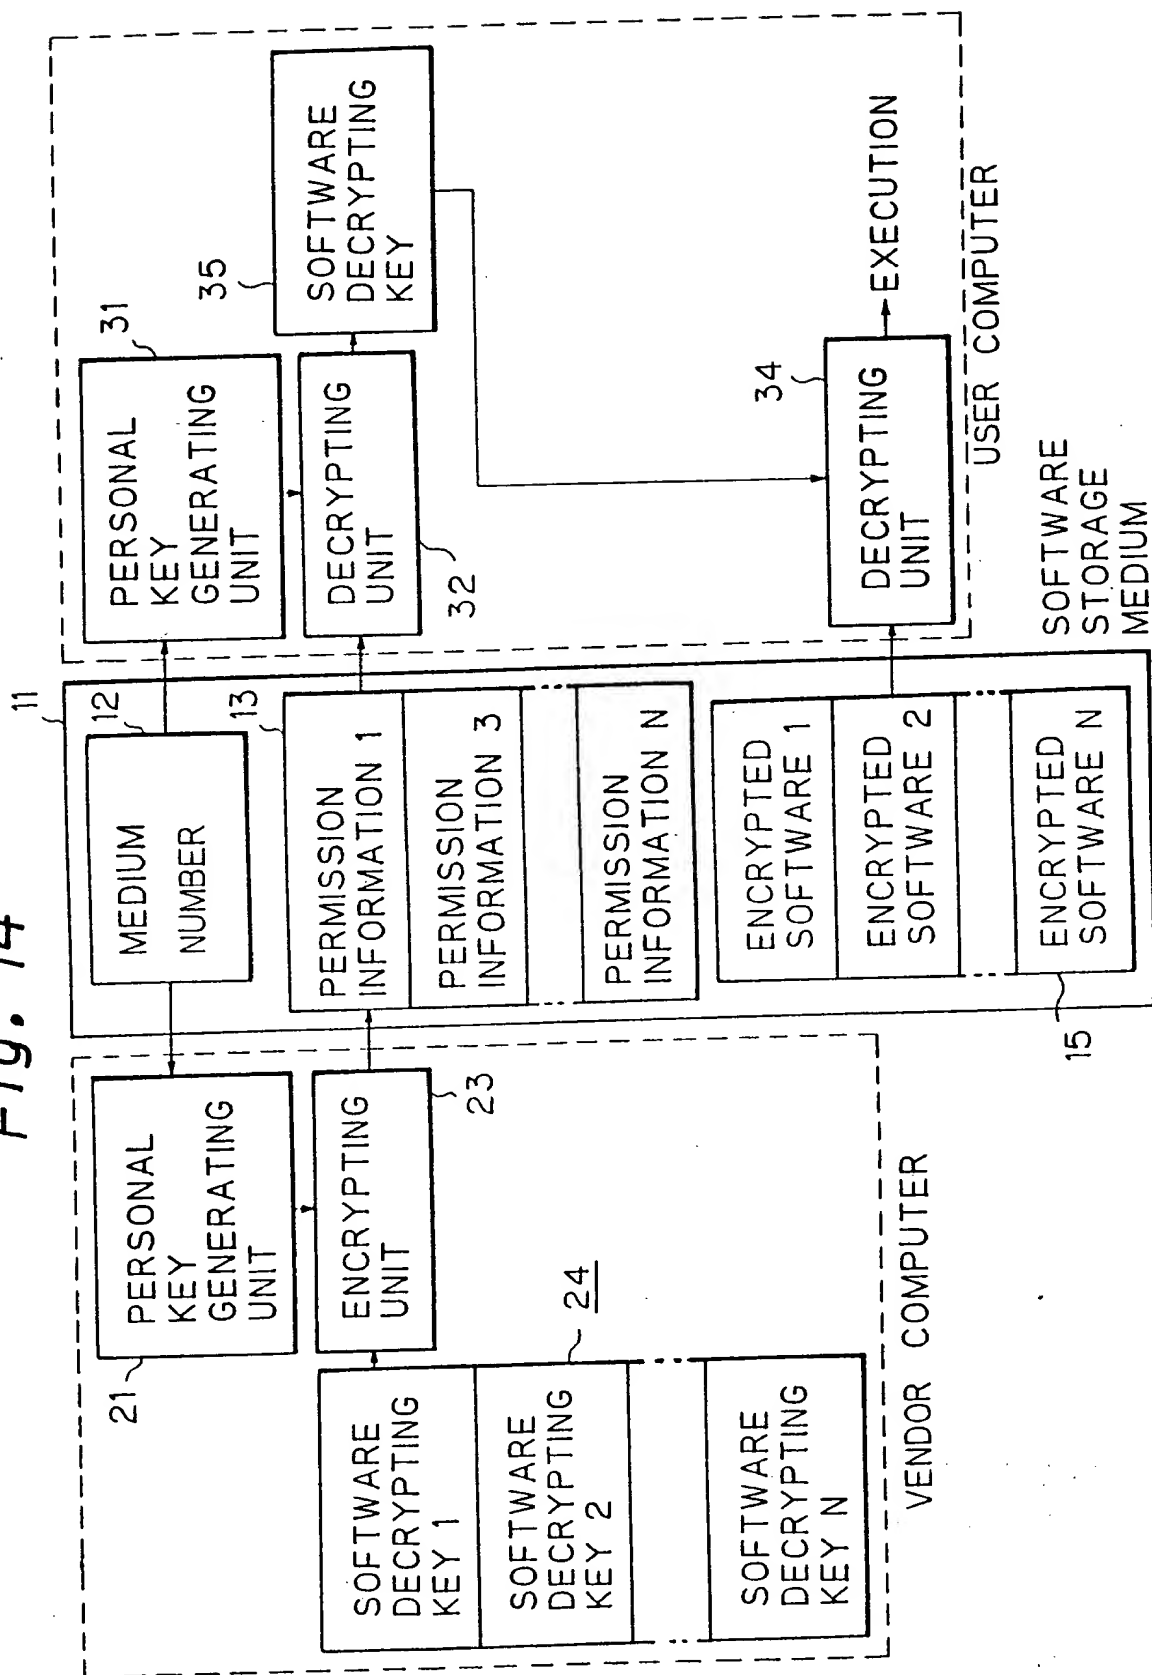 Fig. 14
VENDOR COMPUTER
21
PERSONAL
KEY
GENERATING
UNIT
ENCRYPTING
UNIT
23
24
SOFTWARE
DECRYPTING
KEY 1
SOFTWARE
DECRYPTING
KEY 2
SOFTWARE
DECRYPTING
KEY N
11
12
MEDIUM
NUMBER
13
PERMISSION
INFORMATION 1
PERMISSION
INFORMATION 3
PERMISSION
INFORMATION N
ENCRYPTED
SOFTWARE 1
ENCRYPTED
SOFTWARE 2
ENCRYPTED
SOFTWARE N
15
SOFTWARE
STORAGE
MEDIUM
31
PERSONAL
KEY
GENERATING
UNIT
DECRYPTING
UNIT
32
35
SOFTWARE
DECRYPTING
KEY
34
DECRYPTING
UNIT
EXECUTION
USER COMPUTER